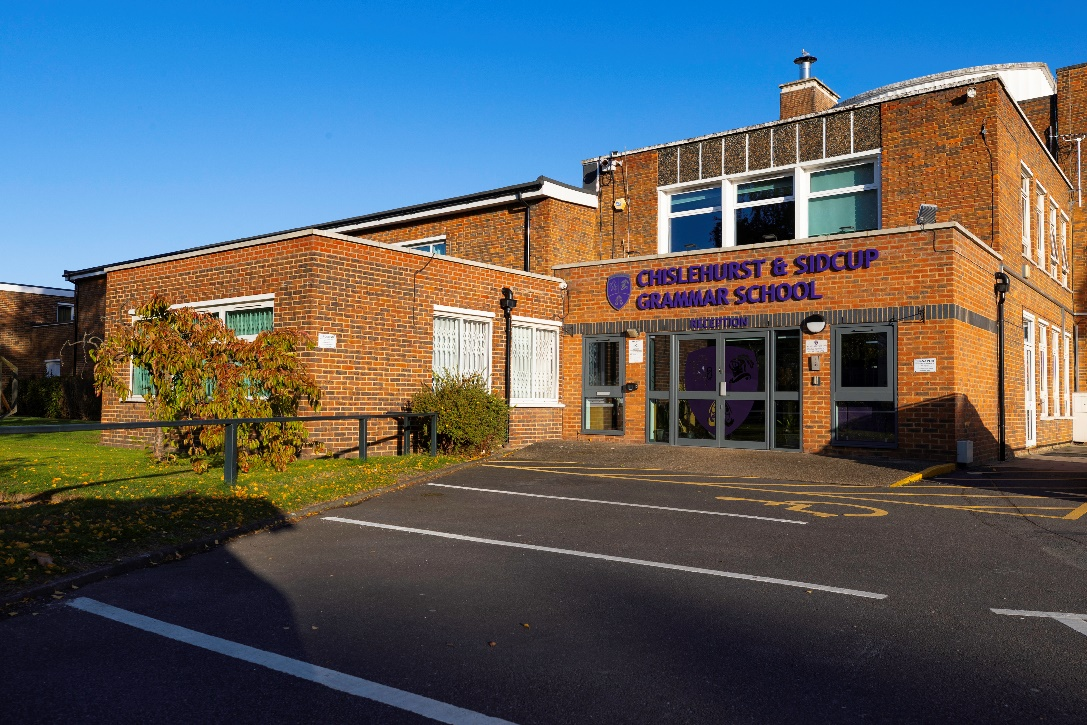 CHISLEHURST & SIDCUP
GRAMMAR SCHOOL
RECEPTION